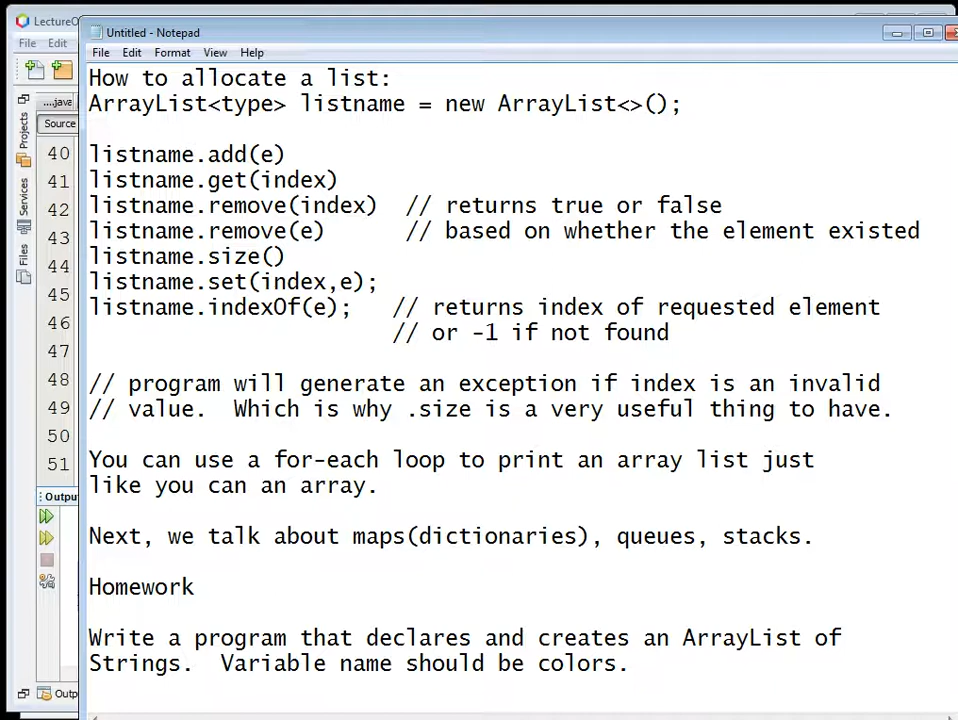 LectureO
File Edit
Untitled - Notepad
File Edit Format View Help
....java
Source
Projects
Services
Files
40
41
42
43
44
45
46
47
48
49
50
51
How to allocate a list:
ArrayList<type> listname = new ArrayList<>();
listname.add(e)
listname.get(index)
listname.remove(index) // returns true or false
listname.remove(e) // based on whether the element existed
listname.size()
listname.set(index,e);
listname.indexOf(e); // returns index of requested element
// or -1 if not found
// program will generate an exception if index is an invalid
// value. Which is why .size is a very useful thing to have.
You can use a for-each loop to print an array list just
like you can an array.
Next, we talk about maps(dictionaries), queues, stacks.
Homework
Write a program that declares and creates an ArrayList of
Strings. Variable name should be colors.
Outpu
Outp